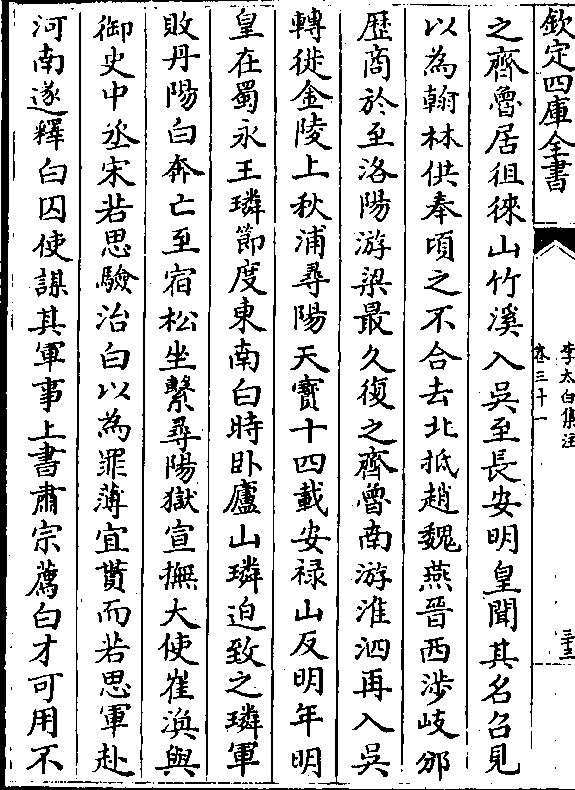 欽定四庫全書
李太白集注
卷三十一
三十三
之齊魯居徂徠山竹溪入吳至長安明皇聞其名召見
以為翰林供奉頃之不合去北抵趙魏燕晉西涉岐邠
歴商於至洛陽游梁最久復之齊魯南游淮泗再入吳
轉徙金陵上秋浦尋陽天寶十四載安禄山反明年明
皇在蜀永王璘節度東南白時卧廬山璘迫致之璘軍
敗丹陽白奔亡至宿松坐繫尋陽獄宣撫大使崔渙與
御史中丞宋若思驗治白以為罪薄宜貰而若思軍赴
河南遂釋白囚使謀其軍事上書肅宗薦白才可用不